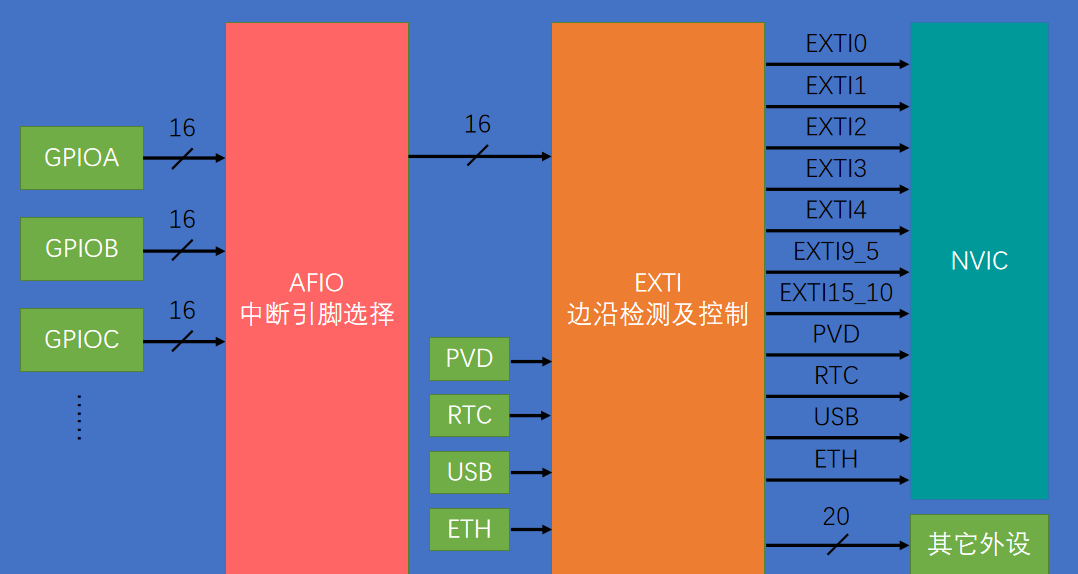 16
GPIOA
16
GPIOB
16
GPIOC
......
AFIO
中断引脚选择
16
PVD
RTC
USB
ETH
EXTI
边沿检测及控制
EXTI0
EXTI1
EXTI2
EXTI3
EXTI4
EXTI9_5
EXTI15_10
PVD
RTC
USB
ETH
20
NVIC
其它外设